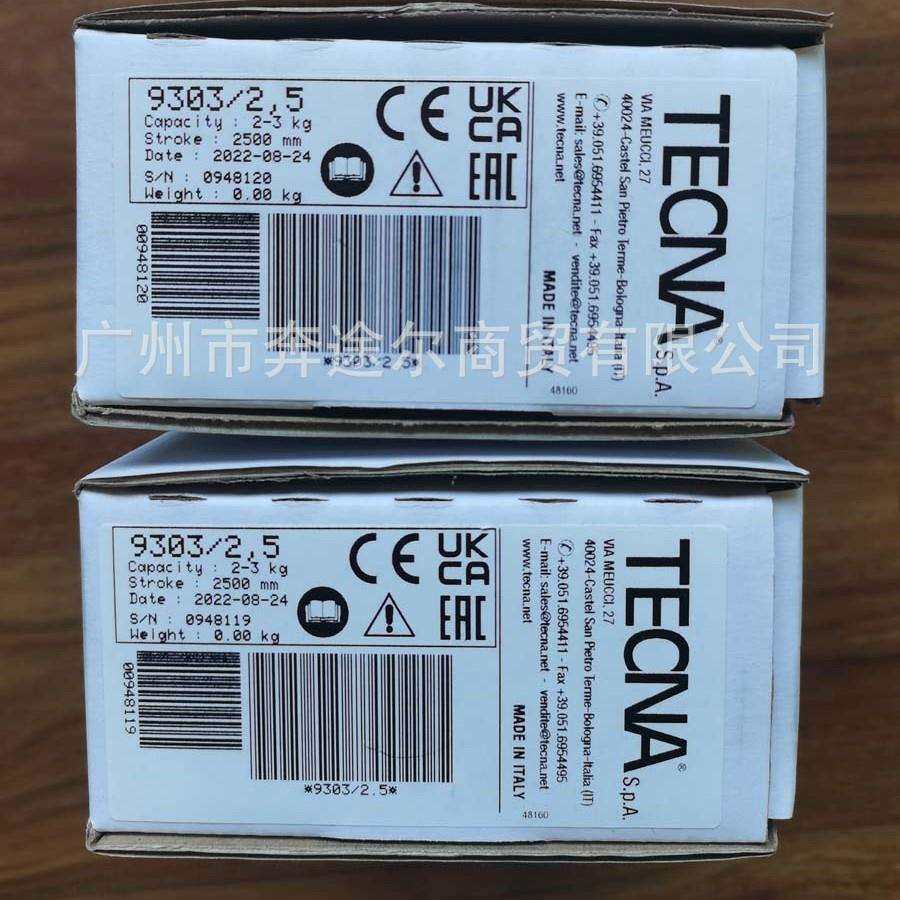 9303/2,5
Capacity : 2-3 kg
Stroke : 2500 mm
Date : 2022-08-24
S/N : 0948120
Weight : 0.00 kg
CE
UK
CA
EAC
00948120
*9303/2.5*
TECNA® S.p.A.
VIA MEUCCI, 27
40024-Castel San Pietro Terme-Bologna-Italia (IT)
✆+39.051.6954411 - Fax +39.051.6954495
E-mail: sales@tecna.net - vendite@tecna.net
www.tecna.net
MADE IN ITALY
48160
广州市奔途尔商贸有限公司
9303/2,5
Capacity : 2-3 kg
Stroke : 2500 mm
Date : 2022-08-24
S/N : 0948119
Weight : 0.00 kg
CE
UK
CA
EAC
00948119
*9303/2.5*
TECNA® S.p.A.
VIA MEUCCI, 27
40024-Castel San Pietro Terme-Bologna-Italia (IT)
✆+39.051.6954411 - Fax +39.051.6954495
E-mail: sales@tecna.net - vendite@tecna.net
www.tecna.net
MADE IN ITALY
48160